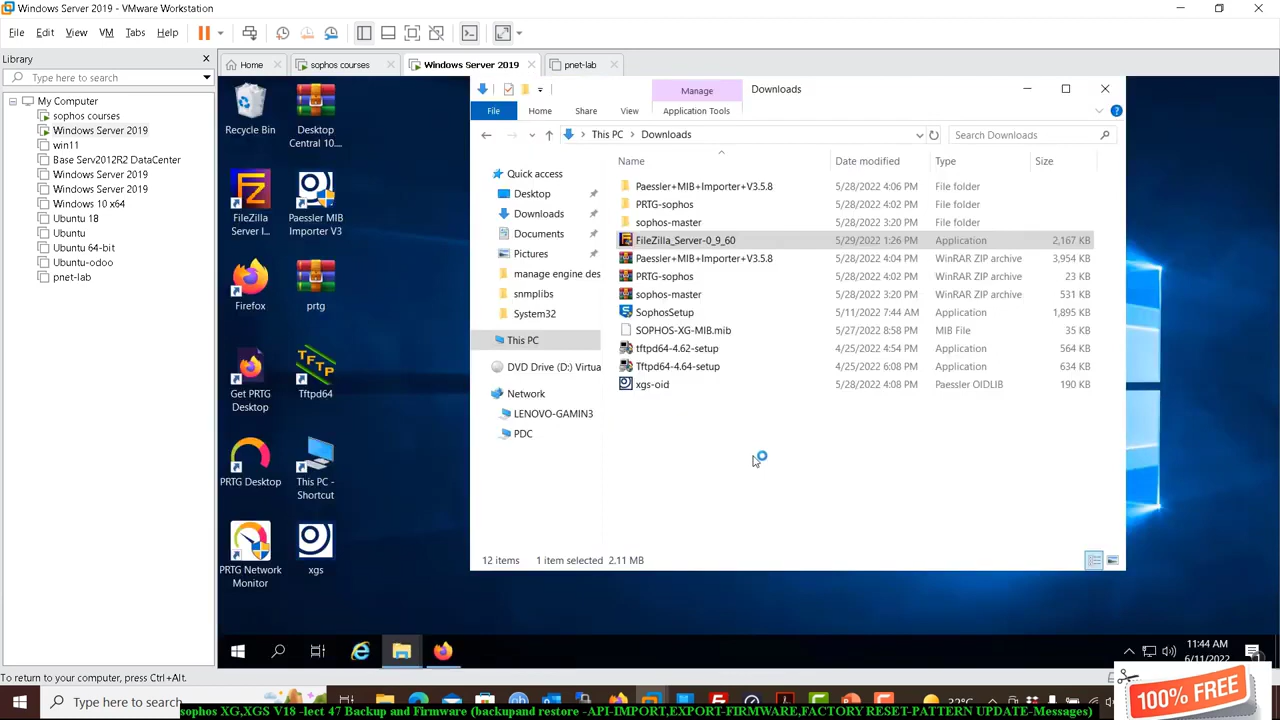 Windows Server 2019 - VMware Workstation
File Edit View VM Tabs Help
Library
Type here to search
My Computer
sophos courses
Windows Server 2019
win11
Base Serv2012R2 DataCenter
Windows Server 2019
Windows Server 2019
Windows 10 x64
Ubuntu 18
Ubuntu
Ubuntu 64-bit
Ubuntu-odoo
pnet-lab
Home
sophos courses
Windows Server 2019
pnet-lab
Recycle Bin
Desktop
Central 10....
FileZilla
Server I...
Paessler MIB
Importer V3
Firefox
prtg
Get PRTG
Desktop
Tftpd64
PRTG Desktop
This PC -
Shortcut
PRTG Network
Monitor
xgs
Manage
Downloads
File Home Share View Application Tools
This PC Downloads
Search Downloads
Quick access
Desktop
Downloads
Documents
Pictures
manage engine des
snmplibs
System32
This PC
DVD Drive (D:) Virtua
Network
LENOVO-GAMIN3
PDC
Name Date modified Type Size
Paessler+MIB+Importer+V3.5.8 5/28/2022 4:06 PM File folder
PRTG-sophos 5/28/2022 4:02 PM File folder
sophos-master 5/28/2022 3:20 PM File folder
FileZilla_Server-0_9_60 5/29/2022 1:26 PM Application 2,167 KB
Paessler+MIB+Importer+V3.5.8 5/28/2022 4:04 PM WinRAR ZIP archive 3,954 KB
PRTG-sophos 5/28/2022 4:02 PM WinRAR ZIP archive 23 KB
sophos-master 5/28/2022 3:20 PM WinRAR ZIP archive 531 KB
SophosSetup 5/11/2022 7:44 AM Application 1,895 KB
SOPHOS-XG-MIB.mib 5/27/2022 8:58 PM MIB File 35 KB
tftpd64-4.62-setup 4/25/2022 4:54 PM Application 564 KB
Tftpd64-4.64-setup 4/25/2022 6:08 PM Application 634 KB
xgs-oid 5/28/2022 4:08 PM Paessler OIDLIB 190 KB
12 items 1 item selected 2.11 MB
11:44 AM
6/11/2022
To return to your computer, press Ctrl+Alt.
Type here to search
100% FREE
sophos XG,XGS V18 -lect 47 Backup and Firmware (backupand restore -API-IMPORT,EXPORT-FIRMWARE,FACTORY RESET-PATTERN UPDATE-Messages)